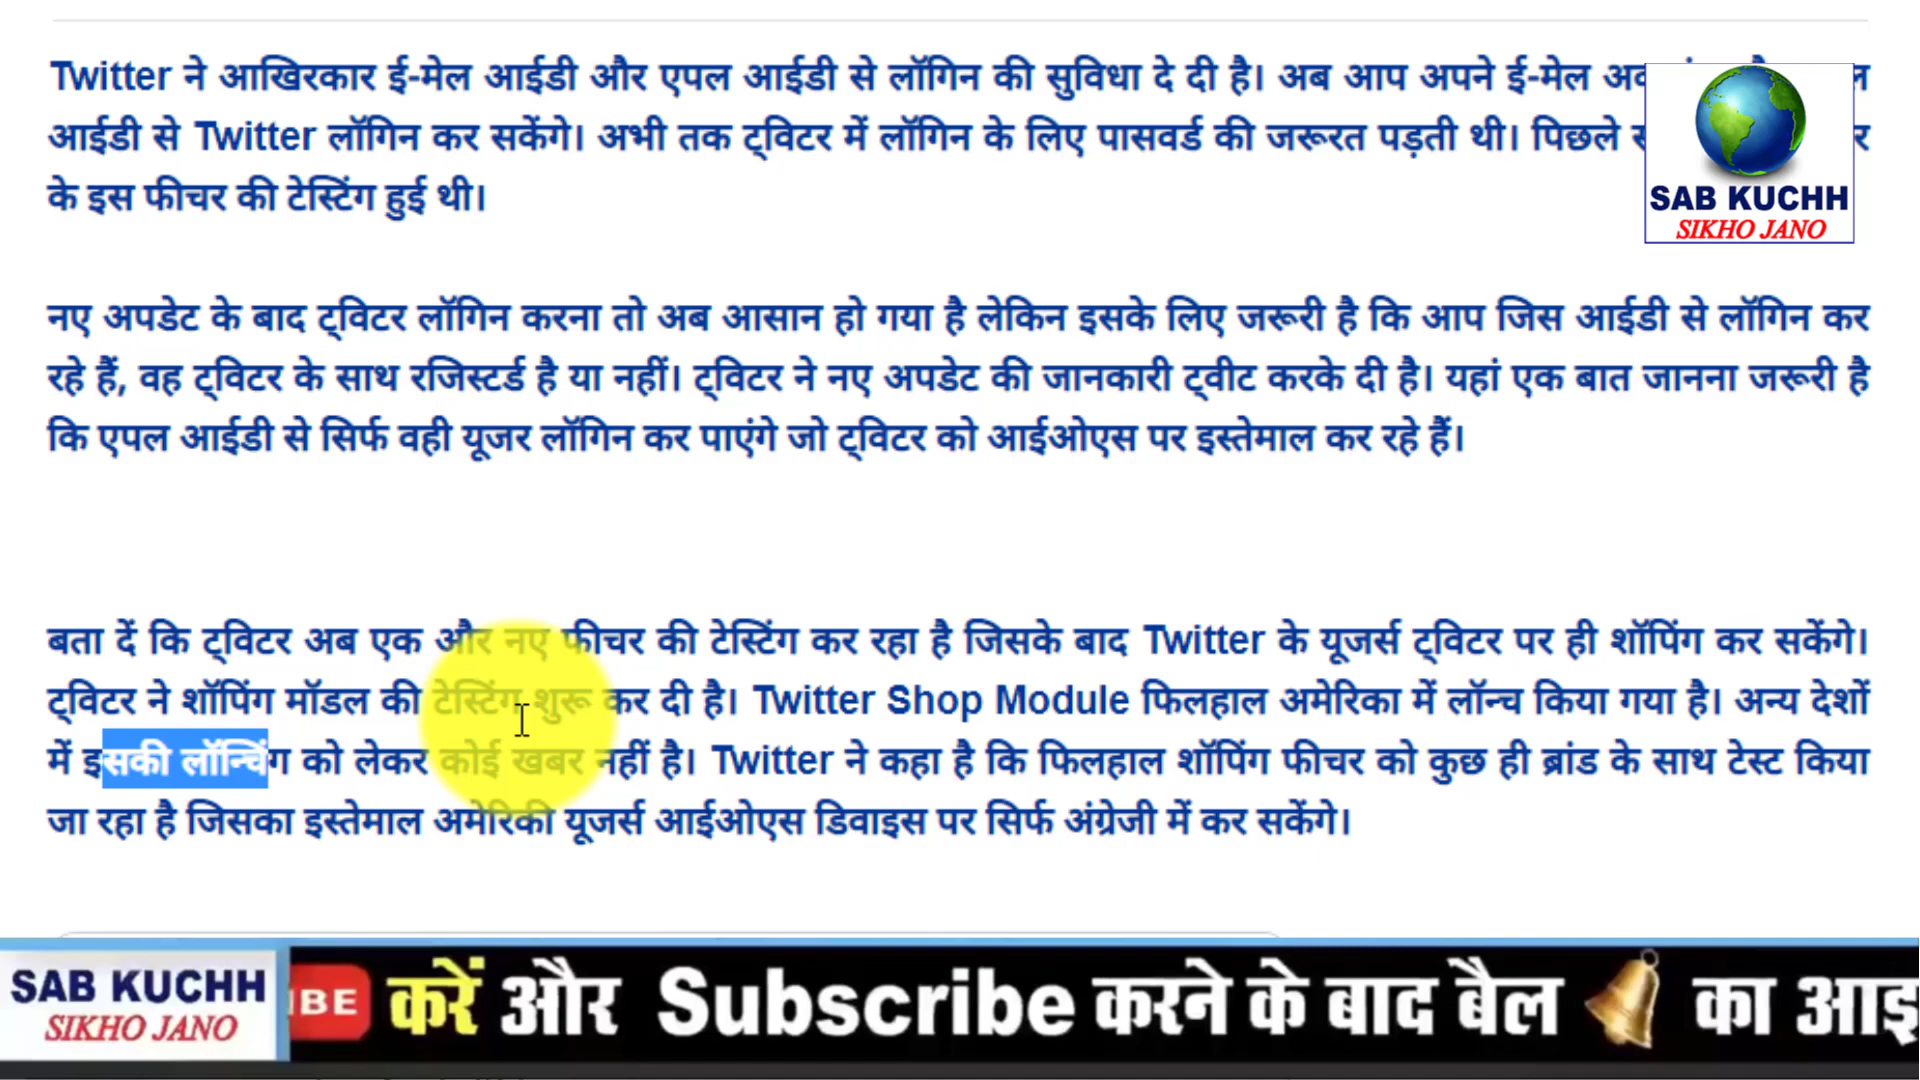 Twitter ने आखिरकार ई-मेल आईडी और एपल आईडी से लॉगिन की सुविधा दे दी है। अब आप अपने ई-मेल
आईडी से Twitter लॉगिन कर सकेंगे। अभी तक ट्विटर में लॉगिन के लिए पासवर्ड की जरूरत पड़ती थी। पिछले
के इस फीचर की टेस्टिंग हुई थी।
SAB KUCHH
SIKHO JANO
नए अपडेट के बाद ट्विटर लॉगिन करना तो अब आसान हो गया है लेकिन इसके लिए जरूरी है कि आप जिस आईडी से लॉगिन कर
रहे हैं, वह ट्विटर के साथ रजिस्टर्ड है या नहीं। ट्विटर ने नए अपडेट की जानकारी ट्वीट करके दी है। यहां एक बात जानना जरूरी है
कि एपल आईडी से सिर्फ वही यूजर लॉगिन कर पाएंगे जो ट्विटर को आईओएस पर इस्तेमाल कर रहे हैं।
बता दें कि ट्विटर अब एक और नए फीचर की टेस्टिंग कर रहा है जिसके बाद Twitter के यूजर्स ट्विटर पर ही शॉपिंग कर सकेंगे।
ट्विटर ने शॉपिंग मॉडल की टेस्टिंग शुरू कर दी है। Twitter Shop Module फिलहाल अमेरिका में लॉन्च किया गया है। अन्य देशों
में इसकी लॉन्चिंग को लेकर कोई खबर नहीं है। Twitter ने कहा है कि फिलहाल शॉपिंग फीचर को कुछ ही ब्रांड के साथ टेस्ट किया
जा रहा है जिसका इस्तेमाल अमेरिकी यूजर्स आईओएस डिवाइस पर सिर्फ अंग्रेजी में कर सकेंगे।
SAB KUCHH
SIKHO JANO
IBE करें और Subscribe करने के बाद बैल का आइ